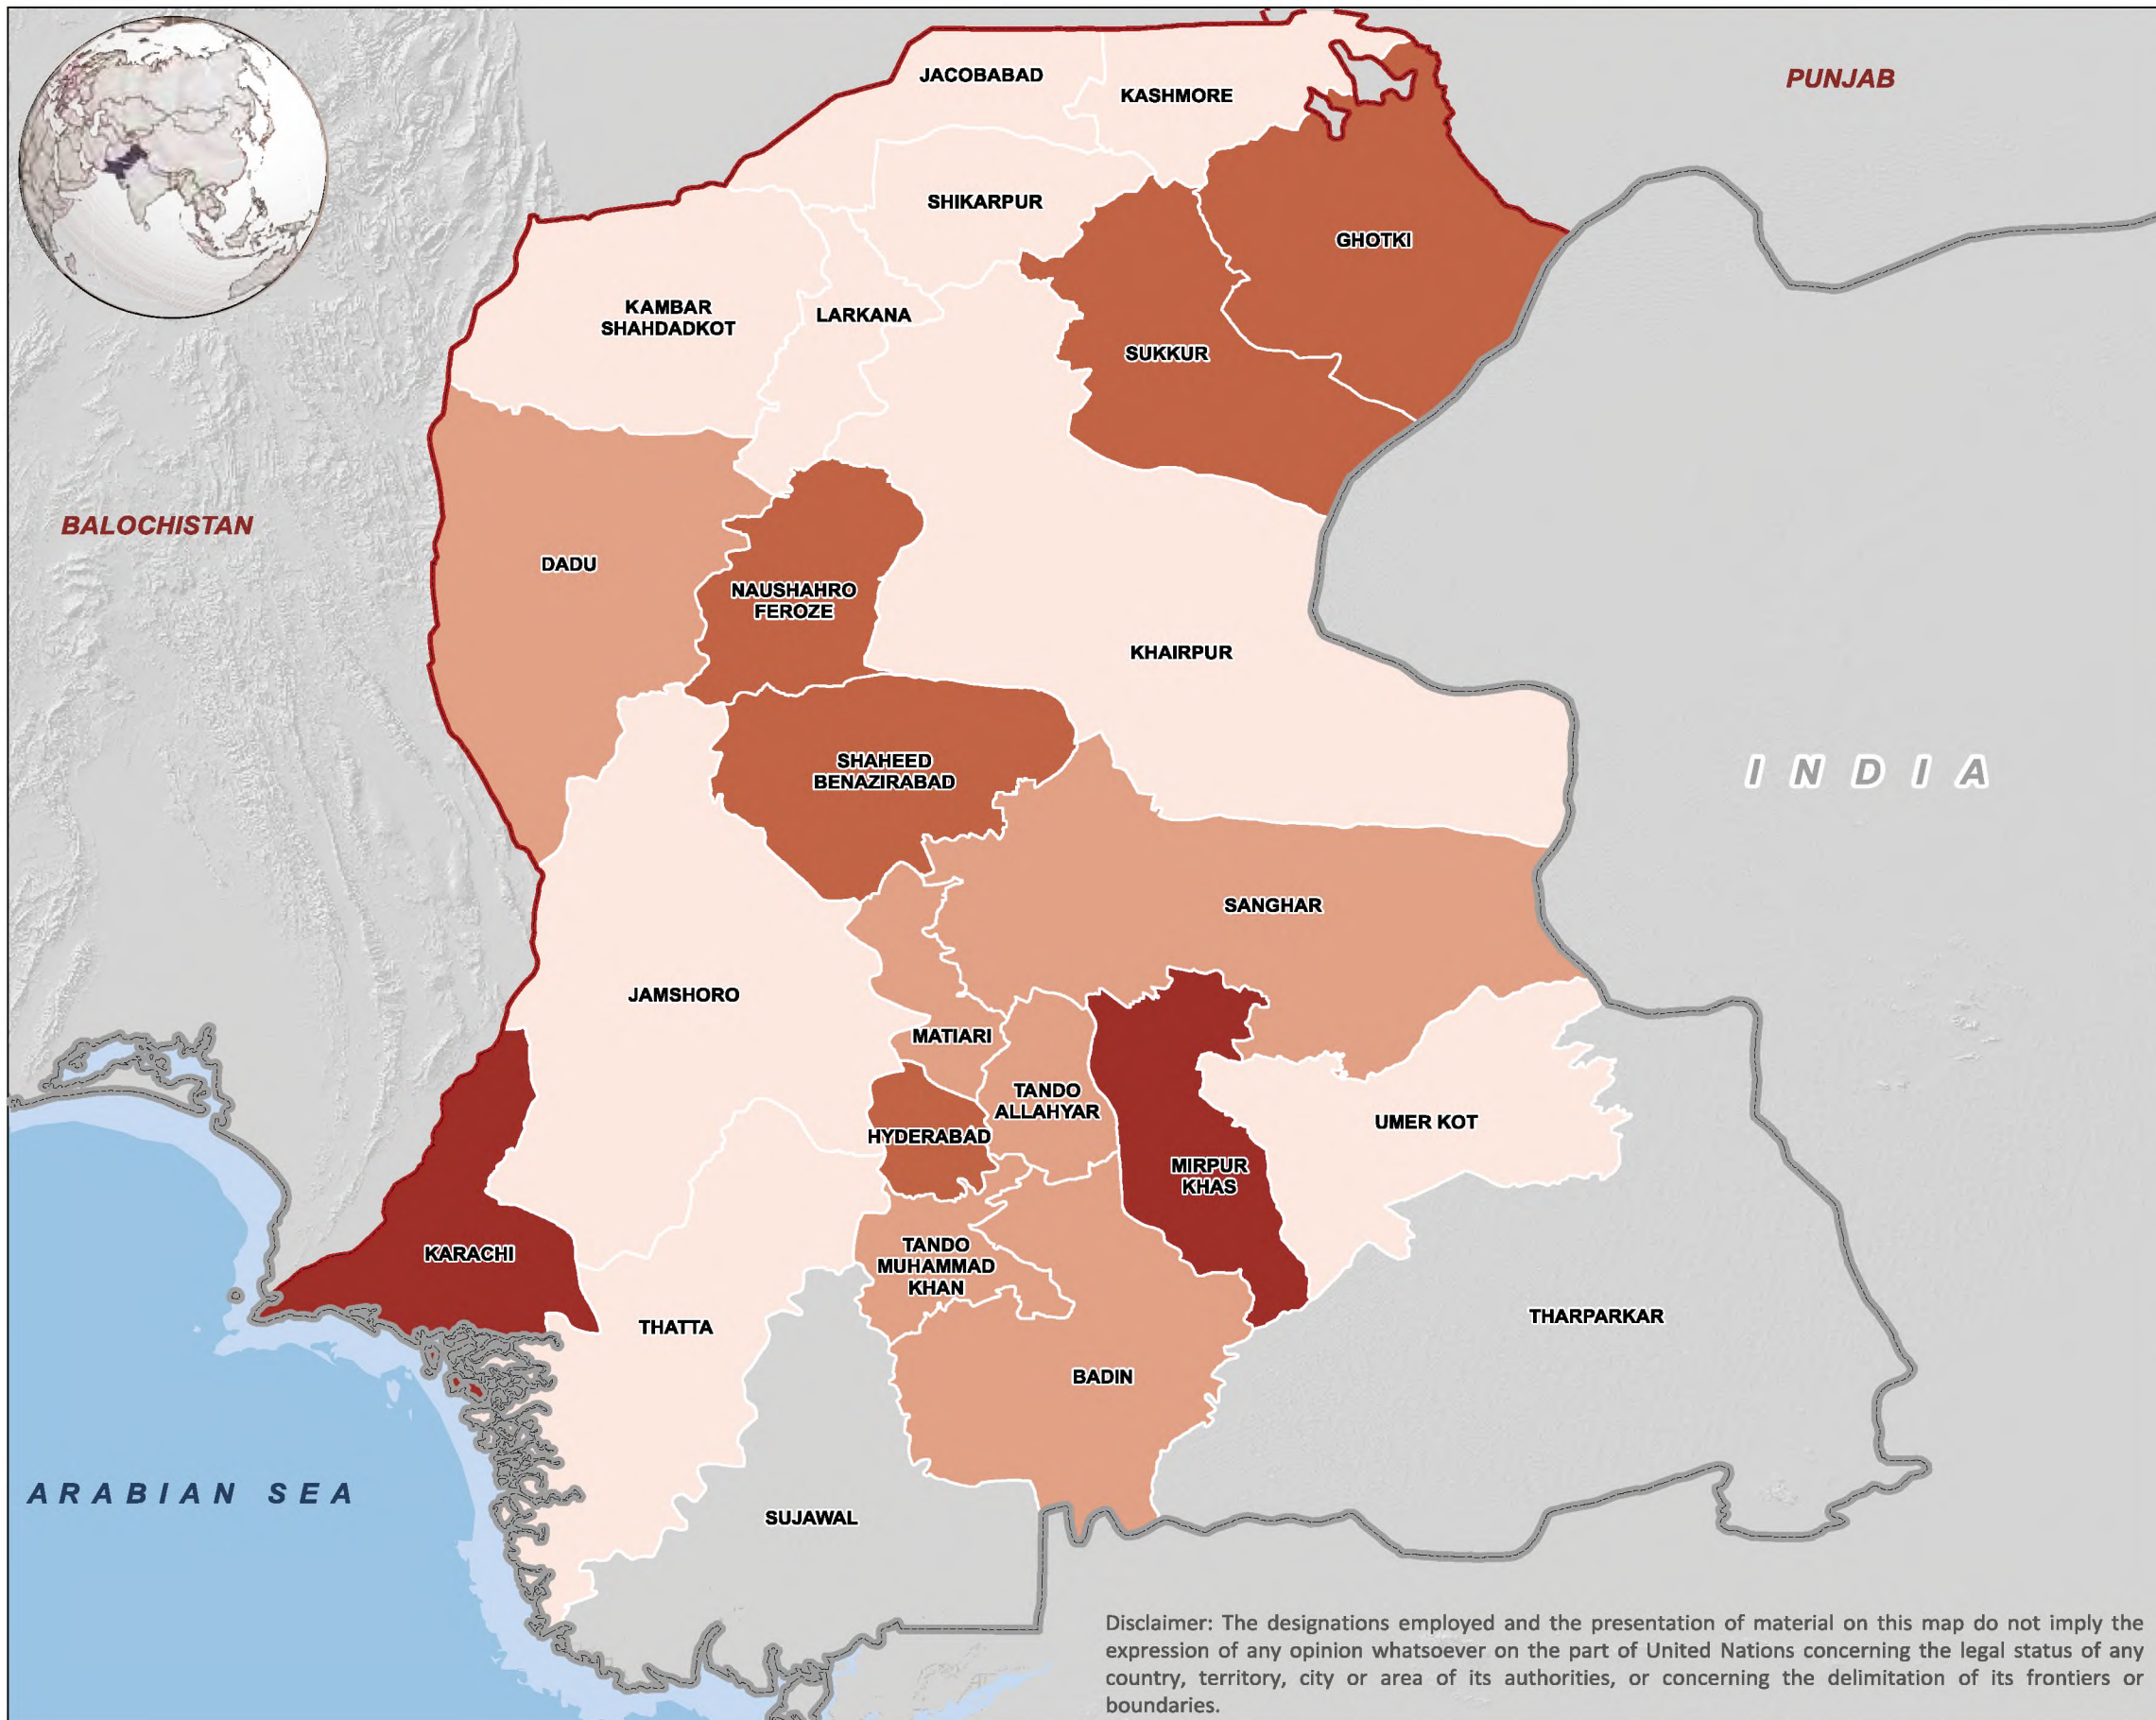 JACOBABAD
PUNJAB
KASHMORE
SHIKARPUR
GHOTKI
KAMBAR
SHAHDADKOT
LARKANA
SUKKUR
BALOCHISTAN
DADU
NAUSHAHRO
FEROZE
KHAIRPUR
SHAHEED
BENAZIRABAD
INDIA
SANGHAR
JAMSHORO
MATIARI
TANDO
ALLAHYAR
UMER KOT
HYDERABAD
MIRPUR
KHAS
KARACHI
TANDO
MUHAMMAD
KHAN
THATTA
THARPARKAR
BADIN
ARABIAN SEA
SUJAWAL
Disclaimer: The designations employed and the presentation of material on this map do not imply the
expression of any opinion whatsoever on the part of United Nations concerning the legal status of any
country, territory, city or area of its authorities, or concerning the delimitation of its frontiers or
boundaries.